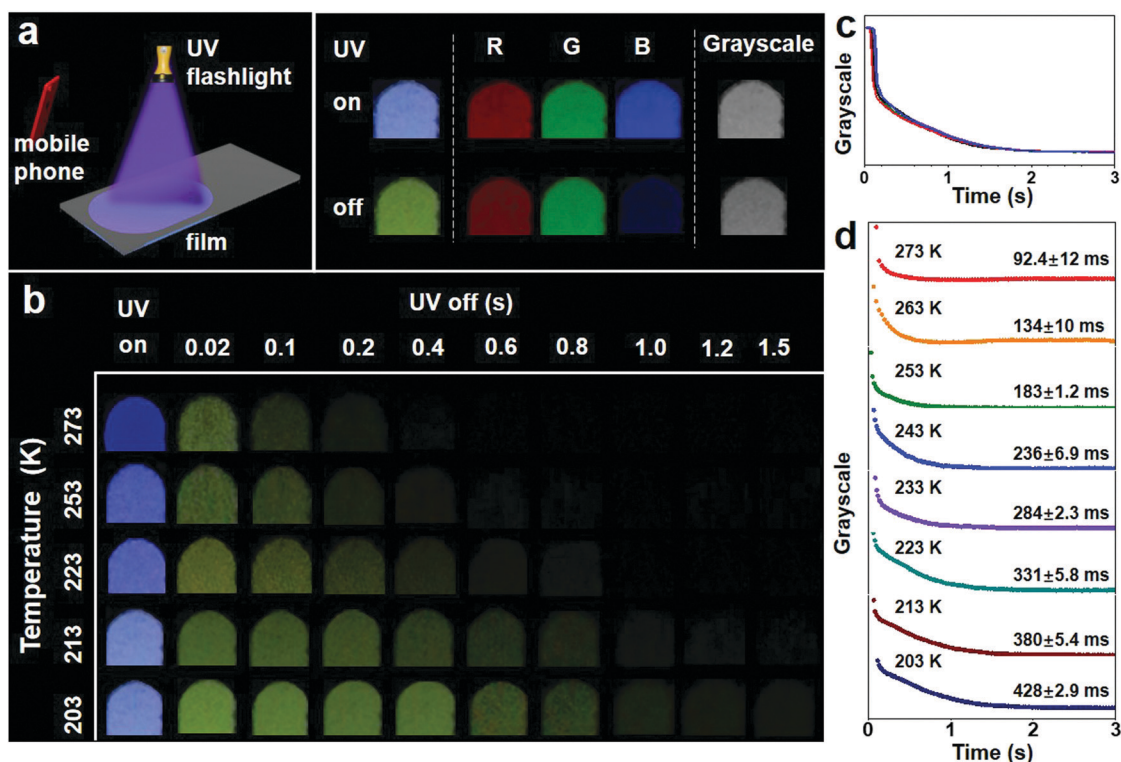 a
UV
flashlight
mobile
phone
film
UV R G B Grayscale
on
off
b
UV UV off (s)
on 0.02 0.1 0.2 0.4 0.6 0.8 1.0 1.2 1.5
Temperature (K)
273
253
223
213
203
c
Grayscale
0 1 2 3
Time (s)
d
Grayscale
273 K 92.4±12 ms
263 K 134±10 ms
253 K 183±1.2 ms
243 K 236±6.9 ms
233 K 284±2.3 ms
223 K 331±5.8 ms
213 K 380±5.4 ms
203 K 428±2.9 ms
0 1 2 3
Time (s)